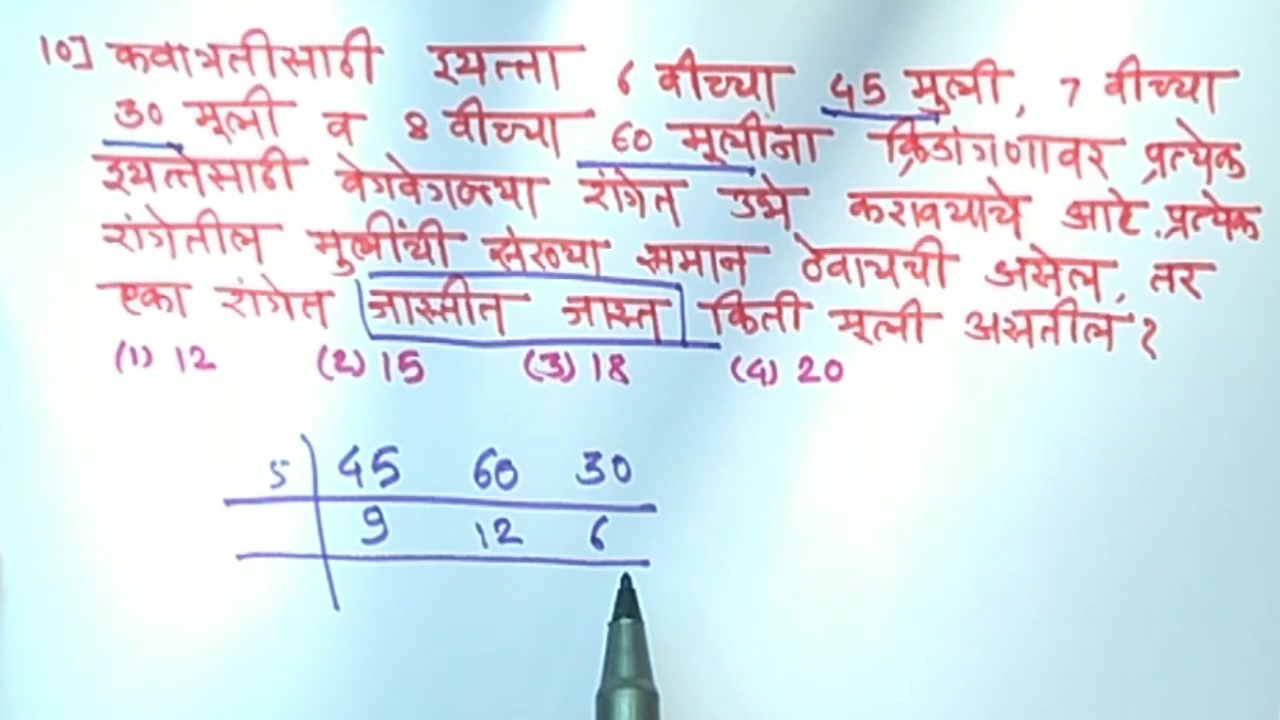 10] कवायतीसाठी इयत्ता 6 वीच्या 45 मुली, 7 वीच्या
30 मूली व 8 वीच्या 60 मूलींना क्रिडांगणावर प्रत्येक
इयत्तेसाठी वेगवेगळ्या रांगेत उभे करावयाचे आहे. प्रत्येक
रांगेतील मुलींची संख्या समान ठेवायची असेल, तर
एका रांगेत जास्तीत जास्त किती मूली असतील?
(1) 12 (2) 15 (3) 18 (4) 20
5 45 60 30
9 12 6